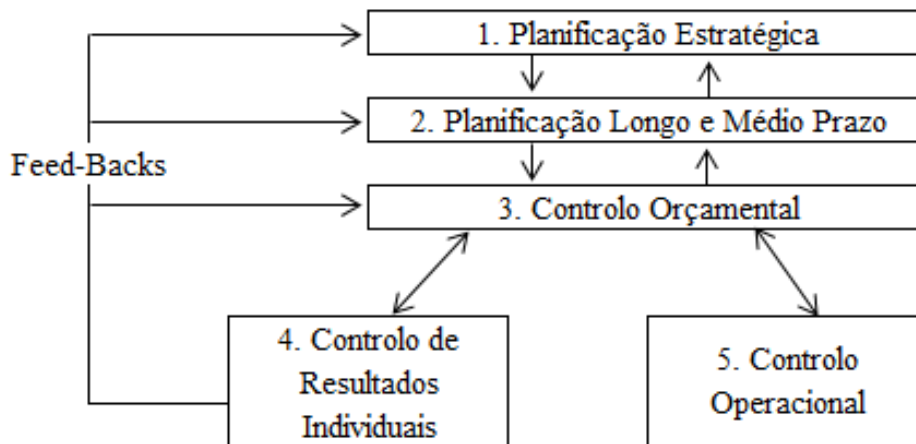 1. Planificação Estratégica
2. Planificação Longo e Médio Prazo
Feed-Backs
3. Controlo Orçamental
4. Controlo de
Resultados
Individuais
5. Controlo
Operacional